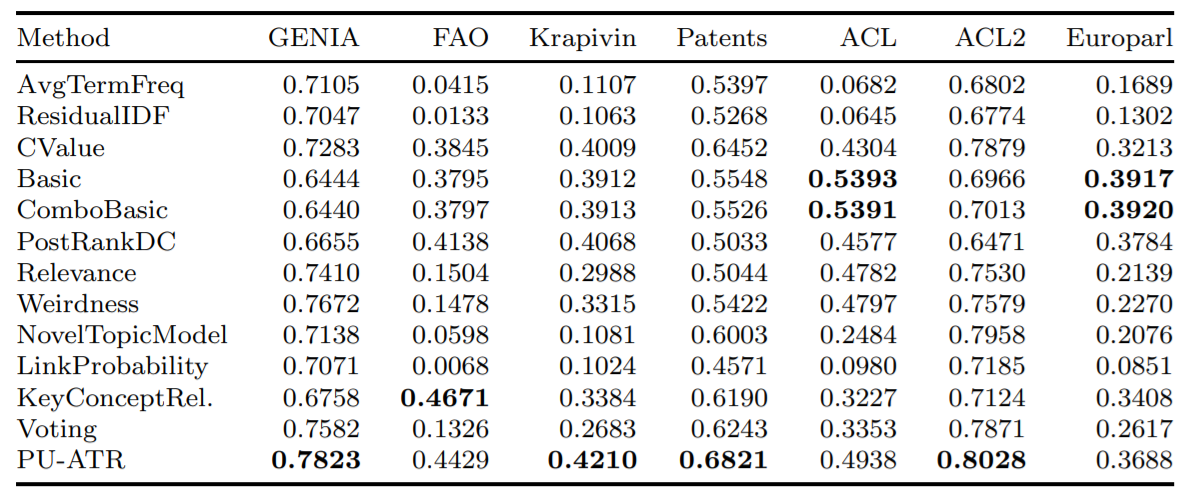 Method GENIA FAO Krapivin Patents ACL ACL2 Europarl
AvgTermFreq 0.7105 0.0415 0.1107 0.5397 0.0682 0.6802 0.1689
ResidualIDF 0.7047 0.0133 0.1063 0.5268 0.0645 0.6774 0.1302
CValue 0.7283 0.3845 0.4009 0.6452 0.4304 0.7879 0.3213
Basic 0.6444 0.3795 0.3912 0.5548 0.5393 0.6966 0.3917
ComboBasic 0.6440 0.3797 0.3913 0.5526 0.5391 0.7013 0.3920
PostRankDC 0.6655 0.4138 0.4068 0.5033 0.4577 0.6471 0.3784
Relevance 0.7410 0.1504 0.2988 0.5044 0.4782 0.7530 0.2139
Weirdness 0.7672 0.1478 0.3315 0.5422 0.4797 0.7579 0.2270
NovelTopicModel 0.7138 0.0598 0.1081 0.6003 0.2484 0.7958 0.2076
LinkProbability 0.7071 0.0068 0.1024 0.4571 0.0980 0.7185 0.0851
KeyConceptRel. 0.6758 0.4671 0.3384 0.6190 0.3227 0.7124 0.3408
Voting 0.7582 0.1326 0.2683 0.6243 0.3353 0.7871 0.2617
PU-ATR 0.7823 0.4429 0.4210 0.6821 0.4938 0.8028 0.3688